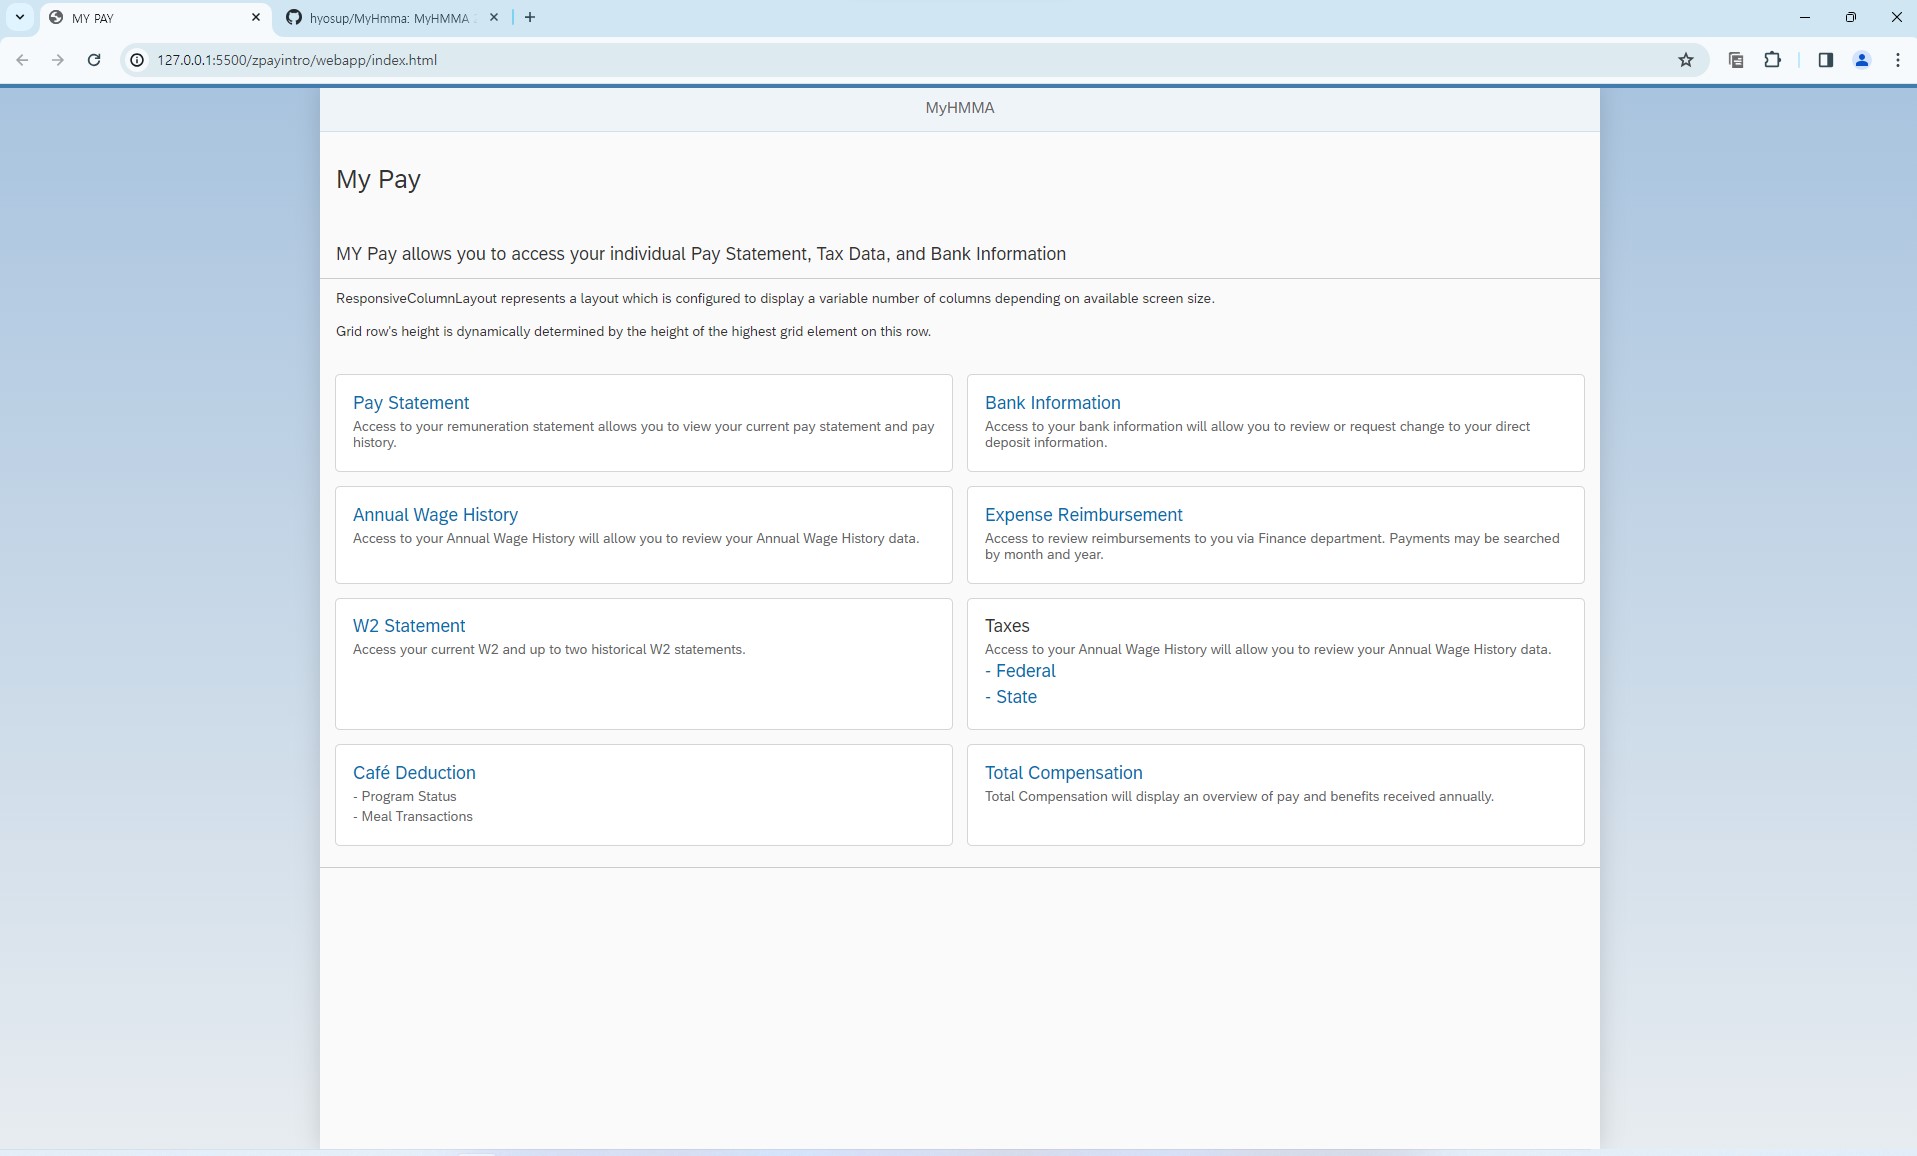 MY PAY
hyosup/MyHmma: MyHMMA
127.0.0.1:5500/zpayintro/webapp/index.html
MyHMMA
My Pay
MY Pay allows you to access your individual Pay Statement, Tax Data, and Bank Information
ResponsiveColumnLayout represents a layout which is configured to display a variable number of columns depending on available screen size.
Grid row's height is dynamically determined by the height of the highest grid element on this row.
Pay Statement
Access to your remuneration statement allows you to view your current pay statement and pay
history.
Bank Information
Access to your bank information will allow you to review or request change to your direct
deposit information.
Annual Wage History
Access to your Annual Wage History will allow you to review your Annual Wage History data.
Expense Reimbursement
Access to review reimbursements to you via Finance department. Payments may be searched
by month and year.
W2 Statement
Access your current W2 and up to two historical W2 statements.
Taxes
Access to your Annual Wage History will allow you to review your Annual Wage History data.
- Federal
- State
Café Deduction
- Program Status
- Meal Transactions
Total Compensation
Total Compensation will display an overview of pay and benefits received annually.